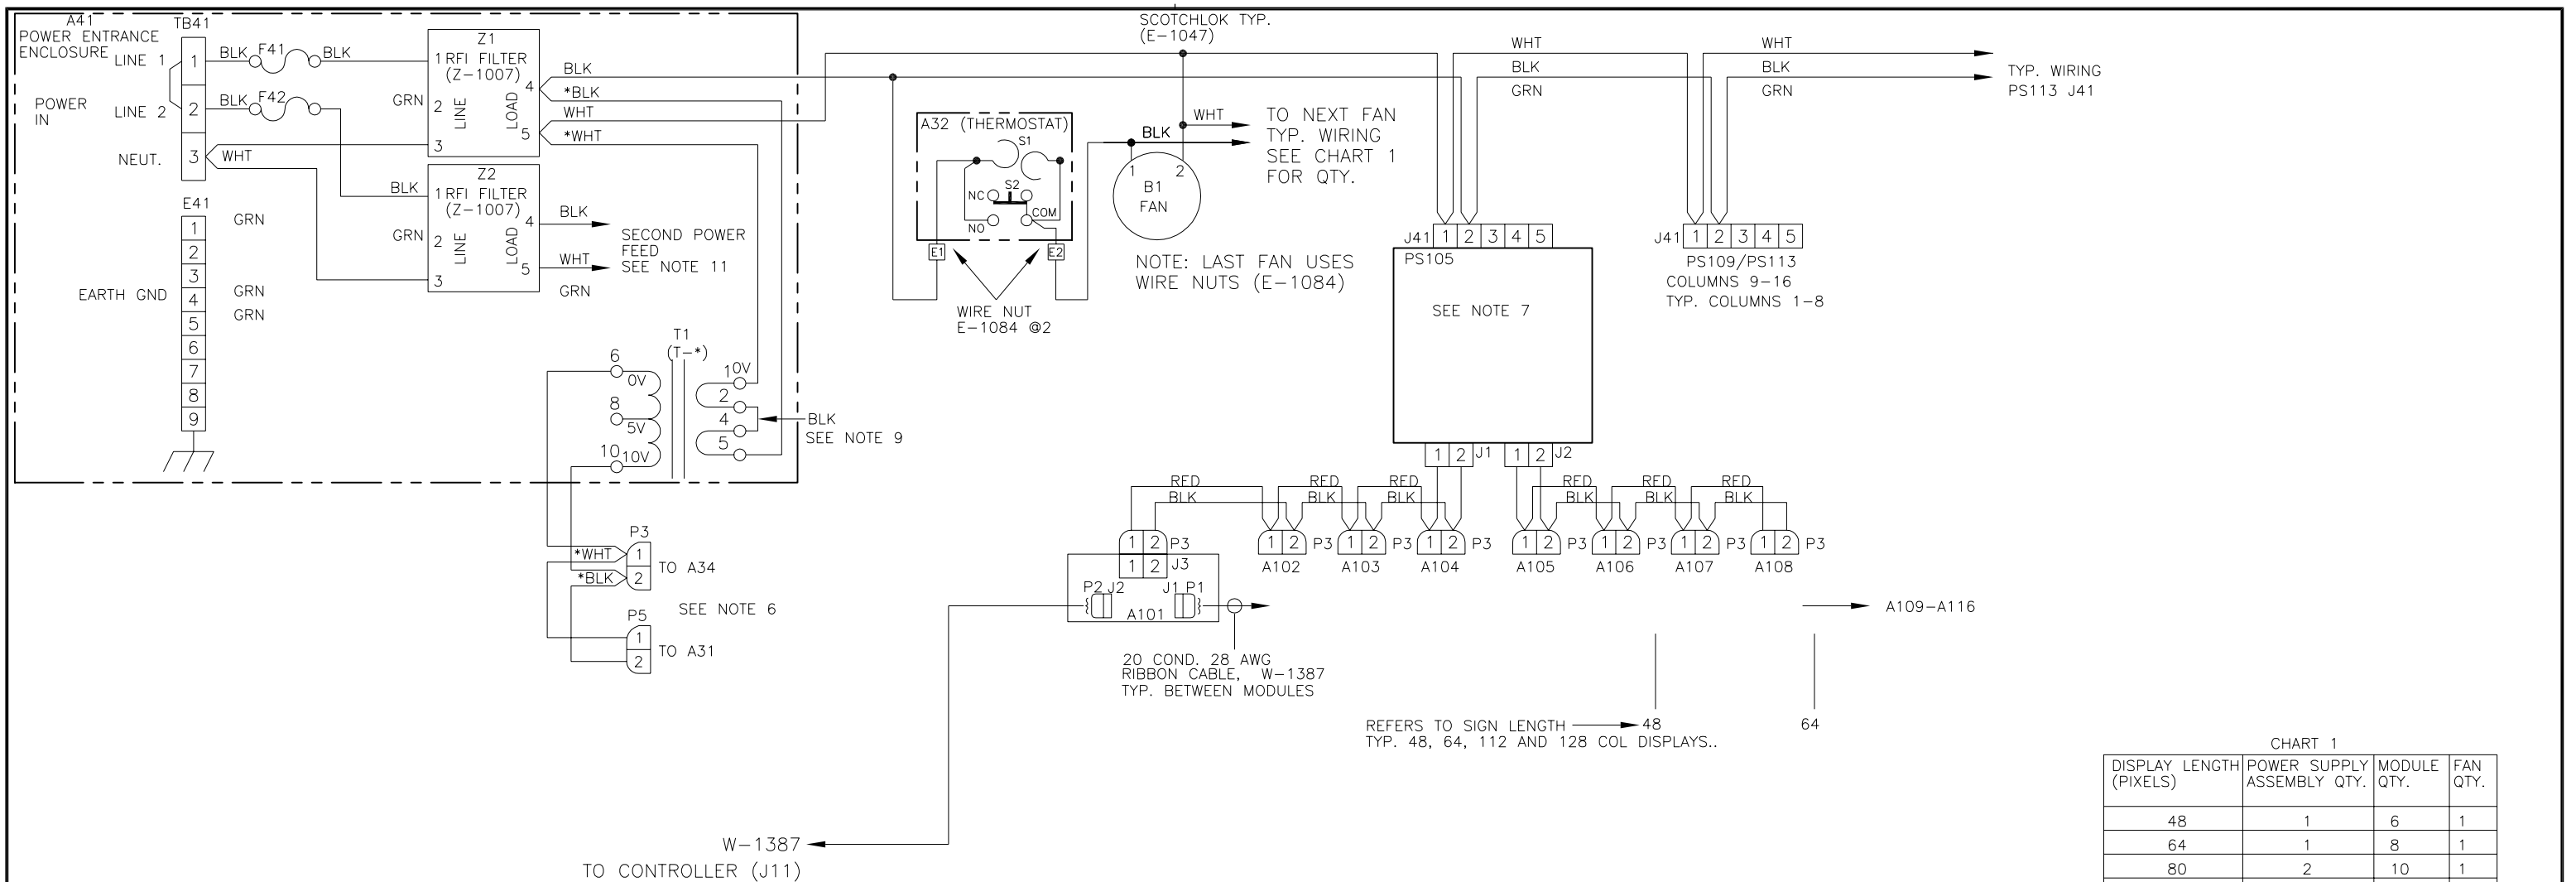 A41
POWER ENTRANCE
ENCLOSURE
TB41
LINE 1
1
BLK
F41
BLK
POWER
IN
LINE 2
2
BLK
F42
NEUT.
3
WHT
Z1
1 RFI FILTER
(Z-1007)
GRN
2
LINE
LOAD
4
5
3
BLK
*BLK
WHT
*WHT
Z2
BLK
1 RFI FILTER
(Z-1007)
GRN
2
LINE
LOAD
4
5
3
BLK
WHT
GRN
SECOND POWER
FEED
SEE NOTE 11
E41
1
2
3
4
5
6
7
8
9
GRN
EARTH GND
GRN
GRN
T1
(T-*)
6
0V
8
5V
10
10V
1
0V
2
4
5
BLK
SEE NOTE 9
P3
*WHT
1
*BLK
2
TO A34
SEE NOTE 6
P5
1
2
TO A31
SCOTCHLOK TYP.
(E-1047)
A32 (THERMOSTAT)
S1
S2
NC
COM
NO
E1
E2
WIRE NUT
E-1084 @2
BLK
WHT
1
2
B1
FAN
TO NEXT FAN
TYP. WIRING
SEE CHART 1
FOR QTY.
NOTE: LAST FAN USES
WIRE NUTS (E-1084)
WHT
BLK
GRN
WHT
BLK
GRN
TYP. WIRING
PS113 J41
J41
1 2 3 4 5
PS105
SEE NOTE 7
J41
1 2 3 4 5
PS109/PS113
COLUMNS 9-16
TYP. COLUMNS 1-8
1 2
J1
1 2
J2
RED
BLK
RED
BLK
RED
BLK
RED
BLK
RED
BLK
RED
BLK
1 2 P3
1 2 P3
1 2 P3
1 2 P3
1 2 P3
1 2 P3
1 2 P3
1 2 P3
1 2 J3
A102
A103
A104
A105
A106
A107
A108
P2 J2
J1 P1
A101
20 COND. 28 AWG
RIBBON CABLE, W-1387
TYP. BETWEEN MODULES
A109-A116
REFERS TO SIGN LENGTH
48
64
TYP. 48, 64, 112 AND 128 COL DISPLAYS..
W-1387
TO CONTROLLER (J11)
CHART 1
DISPLAY LENGTH (PIXELS)
POWER SUPPLY ASSEMBLY QTY.
MODULE QTY.
FAN QTY.
48 1 6 1
64 1 8 1
80 2 10 1